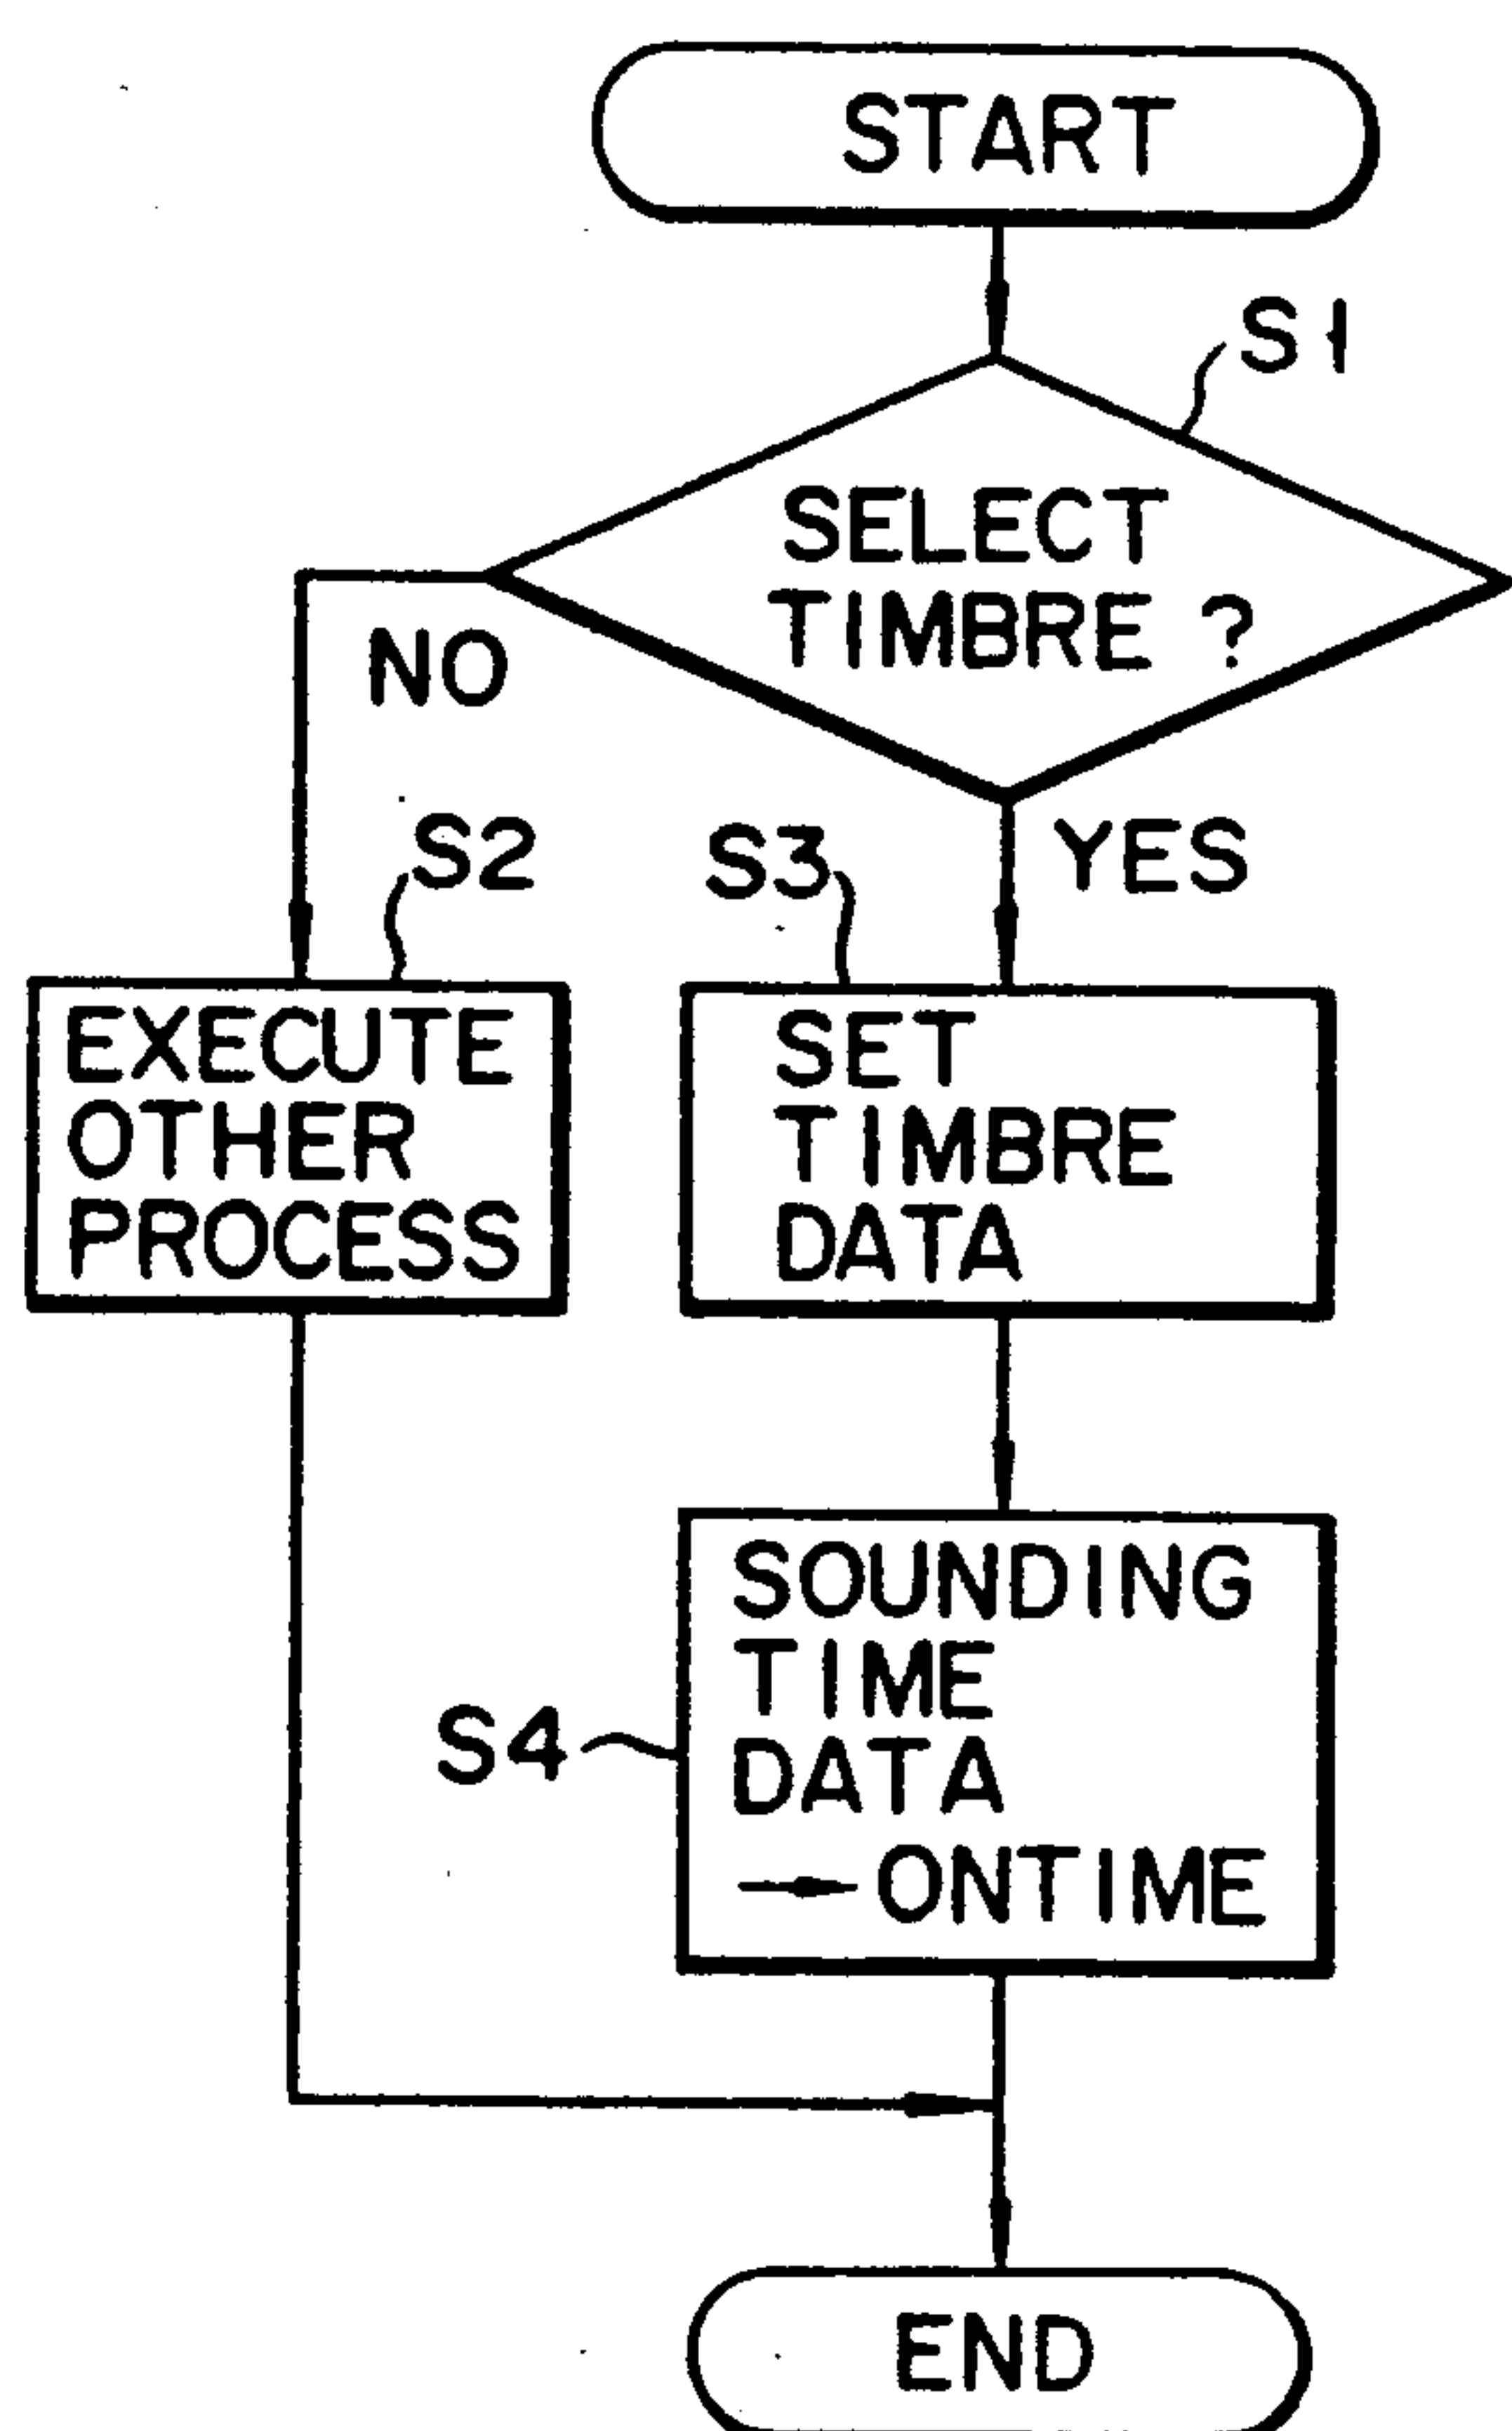 START
S1
SELECT
TIMBRE ?
NO
YES
S2
EXECUTE
OTHER
PROCESS
S3
SET
TIMBRE
DATA
S4
SOUNDING
TIME
DATA
→ ONTIME
END